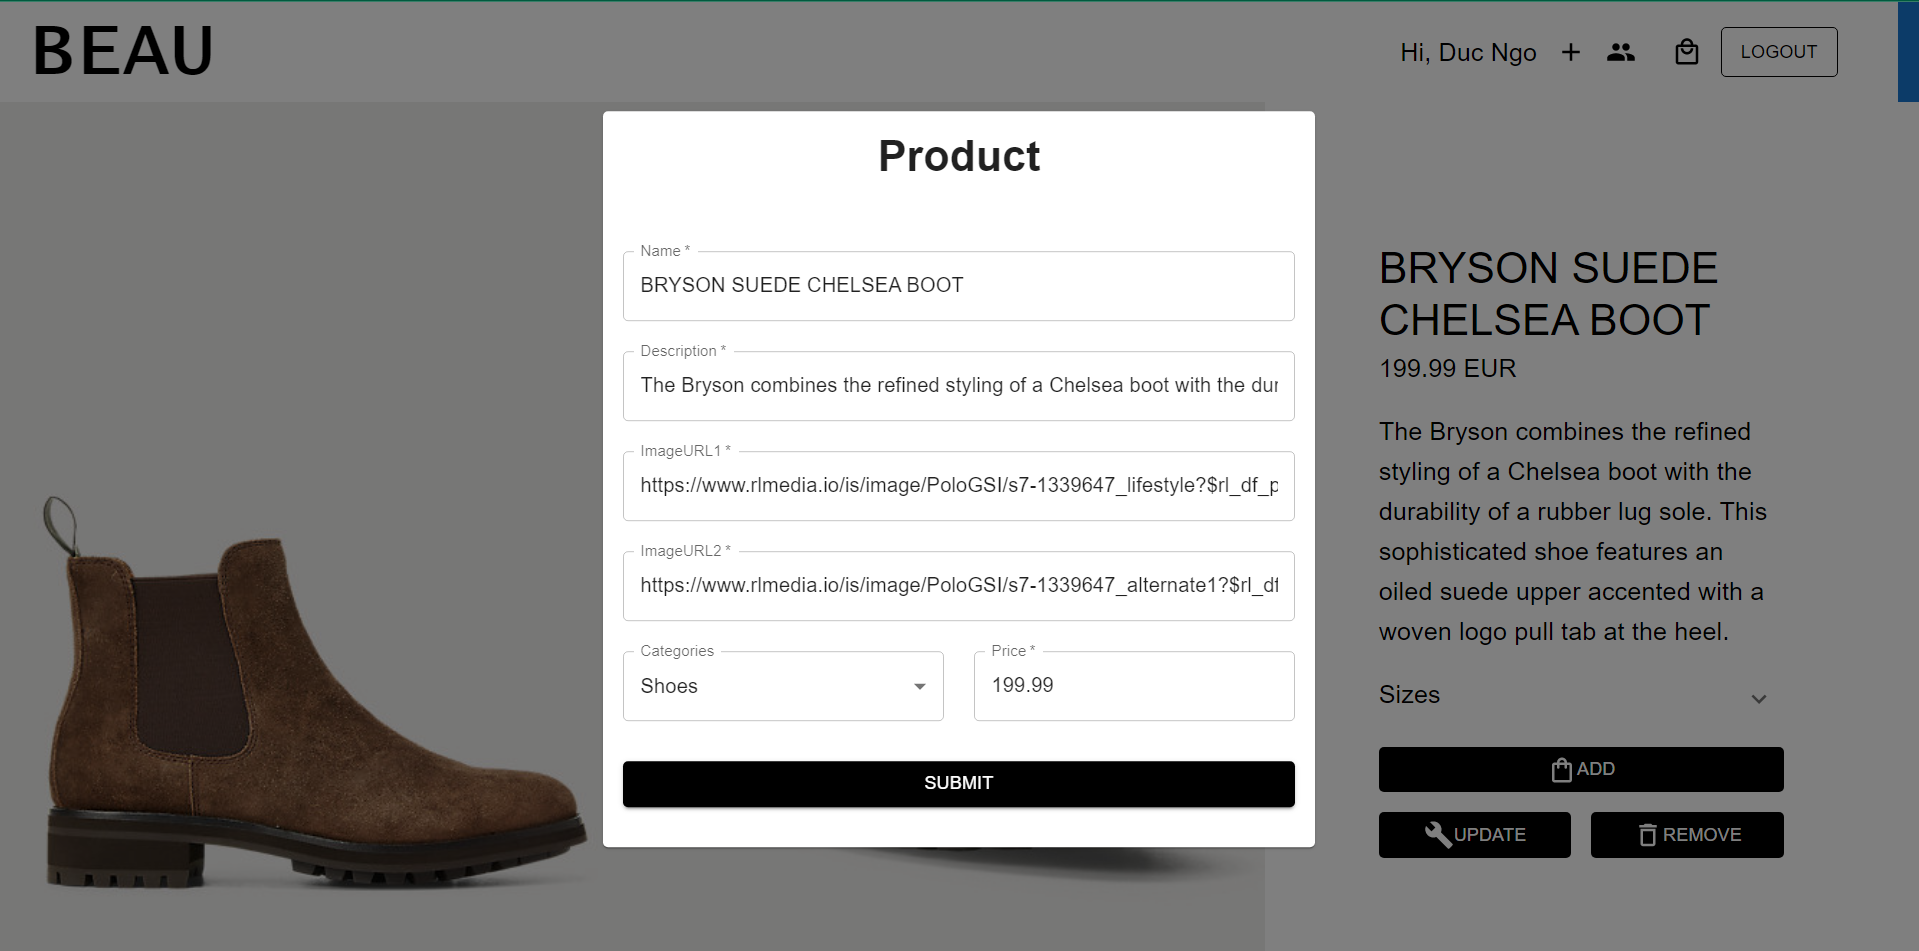 BEAU
Hi, Duc Ngo
LOGOUT
Product
Name *
BRYSON SUEDE CHELSEA BOOT
Description *
The Bryson combines the refined styling of a Chelsea boot with the dur
ImageURL1 *
https://www.rlmedia.io/is/image/PoloGSI/s7-1339647_lifestyle?$rl_df_p
ImageURL2 *
https://www.rlmedia.io/is/image/PoloGSI/s7-1339647_alternate1?$rl_df
Categories
Shoes
Price *
199.99
SUBMIT
BRYSON SUEDE
CHELSEA BOOT
199.99 EUR
The Bryson combines the refined
styling of a Chelsea boot with the
durability of a rubber lug sole. This
sophisticated shoe features an
oiled suede upper accented with a
woven logo pull tab at the heel.
Sizes
ADD
UPDATE
REMOVE